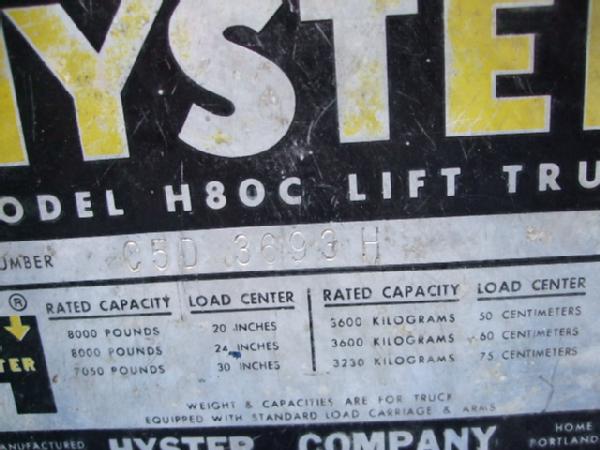 HYSTER
MODEL H80C LIFT TRU
UMBER C5D 3693 H
®
RATED CAPACITY LOAD CENTER RATED CAPACITY LOAD CENTER
8000 POUNDS 20 INCHES 3600 KILOGRAMS 50 CENTIMETERS
8000 POUNDS 24 INCHES 3600 KILOGRAMS 60 CENTIMETERS
7050 POUNDS 30 INCHES 3230 KILOGRAMS 75 CENTIMETERS
TER
WEIGHT & CAPACITIES ARE FOR TRUCK
EQUIPPED WITH STANDARD LOAD CARRIAGE & ARMS
ANUFACTURED HYSTER COMPANY HOME
PORTLAND